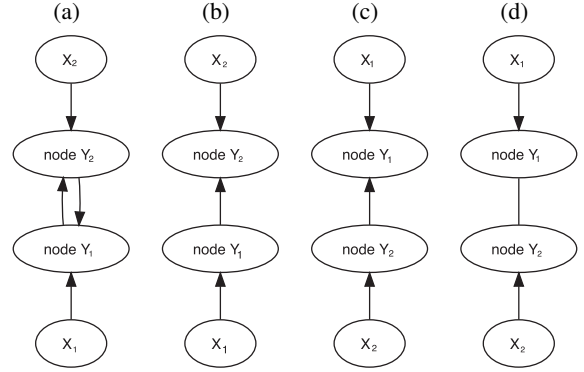 (a) (b) (c) (d)
X₂ X₂ X₁ X₁
node Y₂ node Y₂ node Y₁ node Y₁
node Y₁ node Y₁ node Y₂ node Y₂
X₁ X₁ X₂ X₂